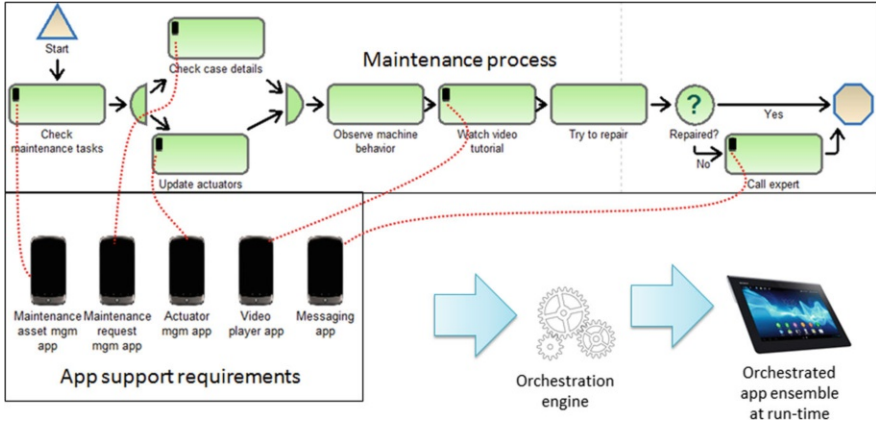 Start
Check case details
Maintenance process
Check
maintenance tasks
Update actuators
Observe machine
behavior
Watch video
tutorial
Try to repair
?
Repaired?
Yes
No
Call expert
Maintenance
asset mgm
app
Maintenance
request
mgm app
Actuator
mgm app
Video
player app
Messaging
app
App support requirements
Orchestration
engine
Orchestrated
app ensemble
at run-time